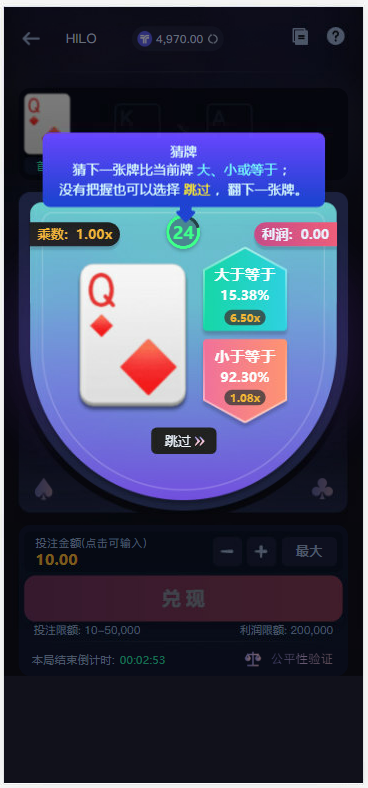 HILO
4,970.00
Q
K
A
猜牌
猜下一张牌比当前牌 大、小或等于；
没有把握也可以选择 跳过 ，翻下一张牌。
乘数: 1.00x
24
利润: 0.00
Q
大于等于
15.38%
6.50x
小于等于
92.30%
1.08x
跳过 »
投注金额(点击可输入)
10.00
最大
兑现
投注限额: 10~50,000
利润限额: 200,000
本局结束倒计时: 00:02:53
公平性验证